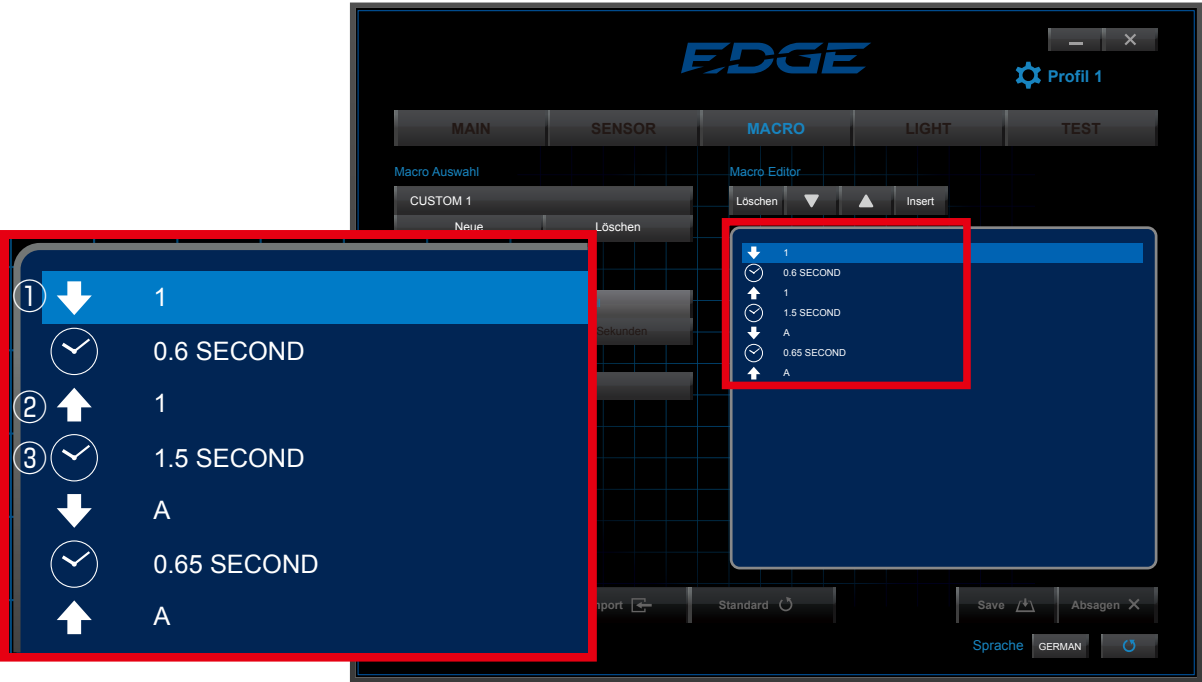 EDGE
Profil 1
MAIN SENSOR MACRO LIGHT TEST
Macro Auswahl
CUSTOM 1
Neue Löschen
Sekunden
Macro Editor
Löschen Insert
1
0.6 SECOND
1
1.5 SECOND
A
0.65 SECOND
A
① 1
0.6 SECOND
② 1
③ 1.5 SECOND
A
0.65 SECOND
A
Standard Save Absagen
Sprache GERMAN